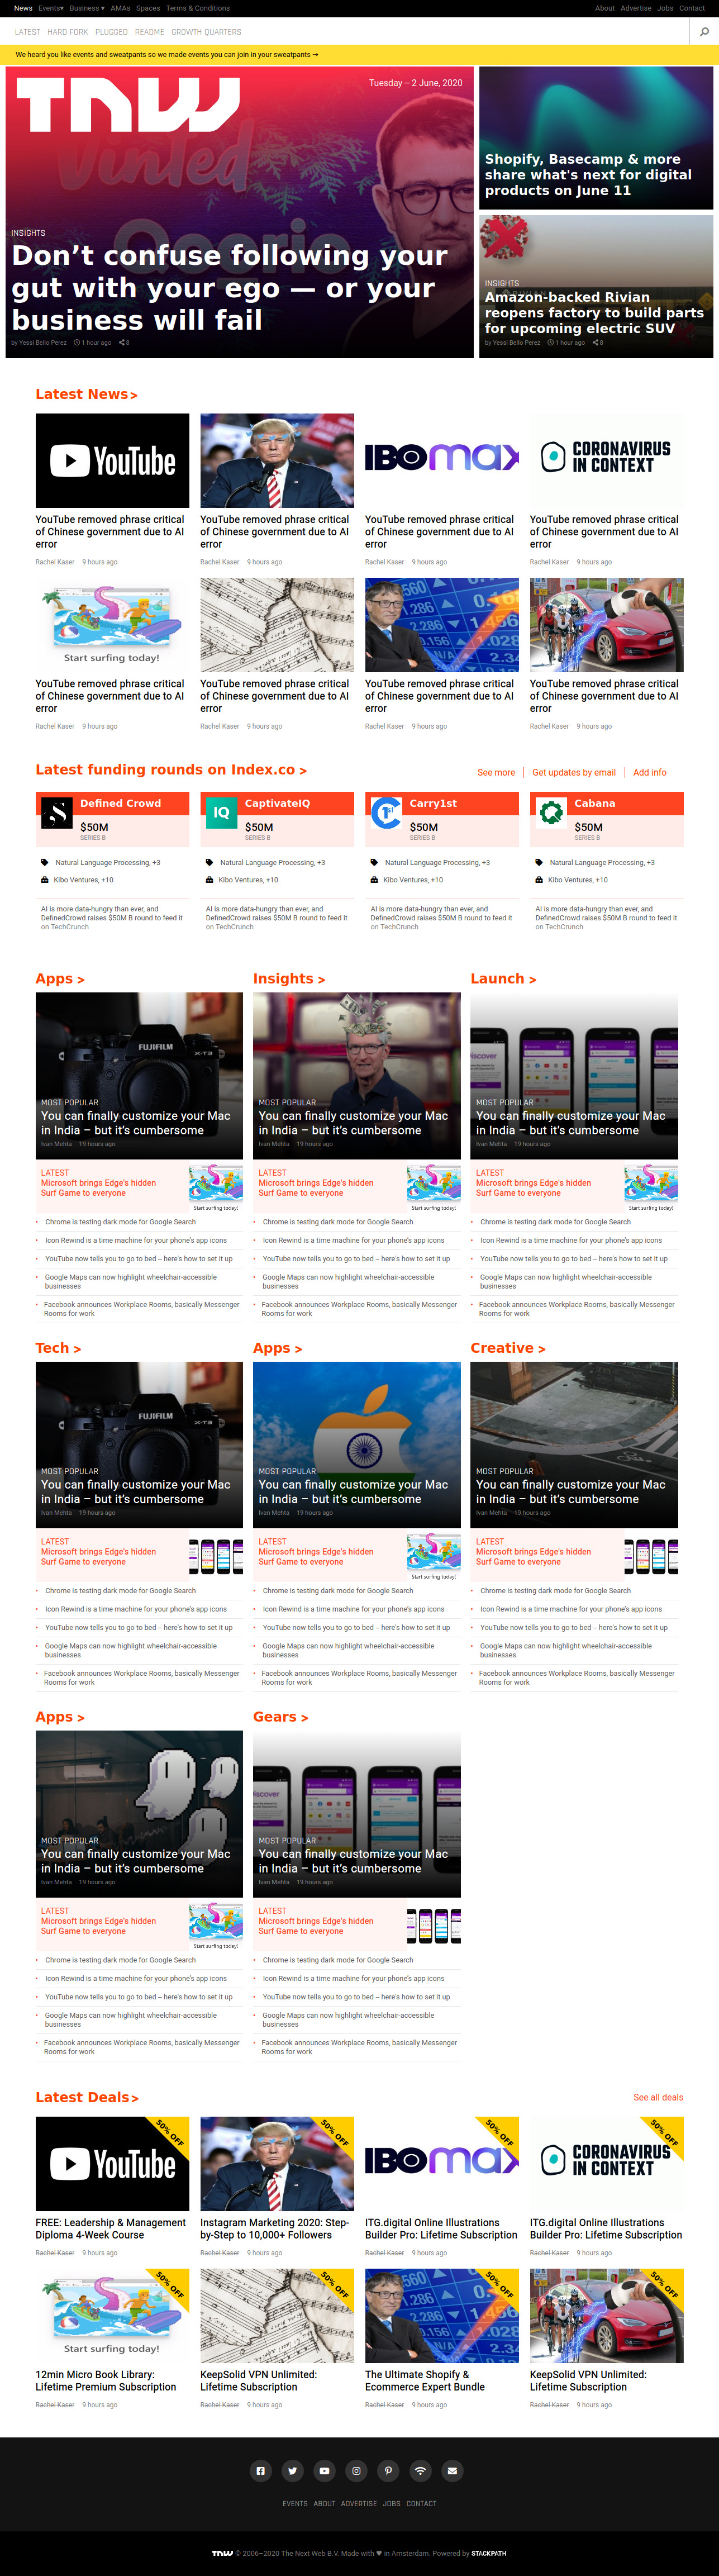 News Events▾ Business ▾ AMAs Spaces Terms & Conditions
About Advertise Jobs Contact
LATEST HARD FORK PLUGGED README GROWTH QUARTERS
We heard you like events and sweatpants so we made events you can join in your sweatpants →
TNW
Tuesday – 2 June, 2020
Vinted
INSIGHTS
Don’t confuse following your
gut with your ego — or your
business will fail
by Yessi Bello Perez 1 hour ago 8
Shopify, Basecamp & more
share what's next for digital
products on June 11
INSIGHTS
Amazon-backed Rivian
reopens factory to build parts
for upcoming electric SUV
by Yessi Bello Perez 1 hour ago 8
Latest News >
YouTube
IBOmax
CORONAVIRUS
IN CONTEXT
YouTube removed phrase critical
of Chinese government due to AI
error
Rachel Kaser 9 hours ago
YouTube removed phrase critical
of Chinese government due to AI
error
Rachel Kaser 9 hours ago
YouTube removed phrase critical
of Chinese government due to AI
error
Rachel Kaser 9 hours ago
YouTube removed phrase critical
of Chinese government due to AI
error
Rachel Kaser 9 hours ago
Start surfing today!
YouTube removed phrase critical
of Chinese government due to AI
error
Rachel Kaser 9 hours ago
YouTube removed phrase critical
of Chinese government due to AI
error
Rachel Kaser 9 hours ago
YouTube removed phrase critical
of Chinese government due to AI
error
Rachel Kaser 9 hours ago
YouTube removed phrase critical
of Chinese government due to AI
error
Rachel Kaser 9 hours ago
Latest funding rounds on Index.co >
See more Get updates by email Add info
Defined Crowd
$50M
SERIES B
Natural Language Processing, +3
Kibo Ventures, +10
AI is more data-hungry than ever, and
DefinedCrowd raises $50M B round to feed it
on TechCrunch
IQ
CaptivateIQ
$50M
SERIES B
Natural Language Processing, +3
Kibo Ventures, +10
AI is more data-hungry than ever, and
DefinedCrowd raises $50M B round to feed it
on TechCrunch
Carry1st
$50M
SERIES B
Natural Language Processing, +3
Kibo Ventures, +10
AI is more data-hungry than ever, and
DefinedCrowd raises $50M B round to feed it
on TechCrunch
Cabana
$50M
SERIES B
Natural Language Processing, +3
Kibo Ventures, +10
AI is more data-hungry than ever, and
DefinedCrowd raises $50M B round to feed it
on TechCrunch
Apps >
FUJIFILM
X-T3
MOST POPULAR
You can finally customize your Mac
in India – but it’s cumbersome
Ivan Mehta 19 hours ago
LATEST
Microsoft brings Edge's hidden
Surf Game to everyone
Start surfing today!
Chrome is testing dark mode for Google Search
Icon Rewind is a time machine for your phone's app icons
YouTube now tells you to go to bed – here's how to set it up
Google Maps can now highlight wheelchair-accessible
businesses
Facebook announces Workplace Rooms, basically Messenger
Rooms for work
Insights >
MOST POPULAR
You can finally customize your Mac
in India – but it’s cumbersome
Ivan Mehta 19 hours ago
LATEST
Microsoft brings Edge's hidden
Surf Game to everyone
Start surfing today!
Chrome is testing dark mode for Google Search
Icon Rewind is a time machine for your phone's app icons
YouTube now tells you to go to bed – here's how to set it up
Google Maps can now highlight wheelchair-accessible
businesses
Facebook announces Workplace Rooms, basically Messenger
Rooms for work
Launch >
MOST POPULAR
You can finally customize your Mac
in India – but it’s cumbersome
Ivan Mehta 19 hours ago
LATEST
Microsoft brings Edge's hidden
Surf Game to everyone
Start surfing today!
Chrome is testing dark mode for Google Search
Icon Rewind is a time machine for your phone's app icons
YouTube now tells you to go to bed – here's how to set it up
Google Maps can now highlight wheelchair-accessible
businesses
Facebook announces Workplace Rooms, basically Messenger
Rooms for work
Tech >
FUJIFILM
X-T3
MOST POPULAR
You can finally customize your Mac
in India – but it’s cumbersome
Ivan Mehta 19 hours ago
LATEST
Microsoft brings Edge's hidden
Surf Game to everyone
Chrome is testing dark mode for Google Search
Icon Rewind is a time machine for your phone's app icons
YouTube now tells you to go to bed – here's how to set it up
Google Maps can now highlight wheelchair-accessible
businesses
Facebook announces Workplace Rooms, basically Messenger
Rooms for work
Apps >
MOST POPULAR
You can finally customize your Mac
in India – but it’s cumbersome
Ivan Mehta 19 hours ago
LATEST
Microsoft brings Edge's hidden
Surf Game to everyone
Start surfing today!
Chrome is testing dark mode for Google Search
Icon Rewind is a time machine for your phone's app icons
YouTube now tells you to go to bed – here's how to set it up
Google Maps can now highlight wheelchair-accessible
businesses
Facebook announces Workplace Rooms, basically Messenger
Rooms for work
Creative >
MOST POPULAR
You can finally customize your Mac
in India – but it’s cumbersome
Ivan Mehta 19 hours ago
LATEST
Microsoft brings Edge's hidden
Surf Game to everyone
Chrome is testing dark mode for Google Search
Icon Rewind is a time machine for your phone's app icons
YouTube now tells you to go to bed – here's how to set it up
Google Maps can now highlight wheelchair-accessible
businesses
Facebook announces Workplace Rooms, basically Messenger
Rooms for work
Apps >
MOST POPULAR
You can finally customize your Mac
in India – but it’s cumbersome
Ivan Mehta 19 hours ago
LATEST
Microsoft brings Edge's hidden
Surf Game to everyone
Start surfing today!
Chrome is testing dark mode for Google Search
Icon Rewind is a time machine for your phone's app icons
YouTube now tells you to go to bed – here's how to set it up
Google Maps can now highlight wheelchair-accessible
businesses
Facebook announces Workplace Rooms, basically Messenger
Rooms for work
Gears >
MOST POPULAR
You can finally customize your Mac
in India – but it’s cumbersome
Ivan Mehta 19 hours ago
LATEST
Microsoft brings Edge's hidden
Surf Game to everyone
Chrome is testing dark mode for Google Search
Icon Rewind is a time machine for your phone's app icons
YouTube now tells you to go to bed – here's how to set it up
Google Maps can now highlight wheelchair-accessible
businesses
Facebook announces Workplace Rooms, basically Messenger
Rooms for work
Latest Deals >
See all deals
50% OFF
YouTube
FREE: Leadership & Management
Diploma 4-Week Course
Rachel Kaser 9 hours ago
50% OFF
Instagram Marketing 2020: Step-
by-Step to 10,000+ Followers
Rachel Kaser 9 hours ago
50% OFF
IBOmax
ITG.digital Online Illustrations
Builder Pro: Lifetime Subscription
Rachel Kaser 9 hours ago
50% OFF
CORONAVIRUS
IN CONTEXT
ITG.digital Online Illustrations
Builder Pro: Lifetime Subscription
Rachel Kaser 9 hours ago
50% OFF
Start surfing today!
12min Micro Book Library:
Lifetime Premium Subscription
Rachel Kaser 9 hours ago
50% OFF
KeepSolid VPN Unlimited:
Lifetime Subscription
Rachel Kaser 9 hours ago
50% OFF
The Ultimate Shopify &
Ecommerce Expert Bundle
Rachel Kaser 9 hours ago
50% OFF
KeepSolid VPN Unlimited:
Lifetime Subscription
Rachel Kaser 9 hours ago
EVENTS ABOUT ADVERTISE JOBS CONTACT
TNW © 2006–2020 The Next Web B.V. Made with ♥ in Amsterdam. Powered by STACKPATH